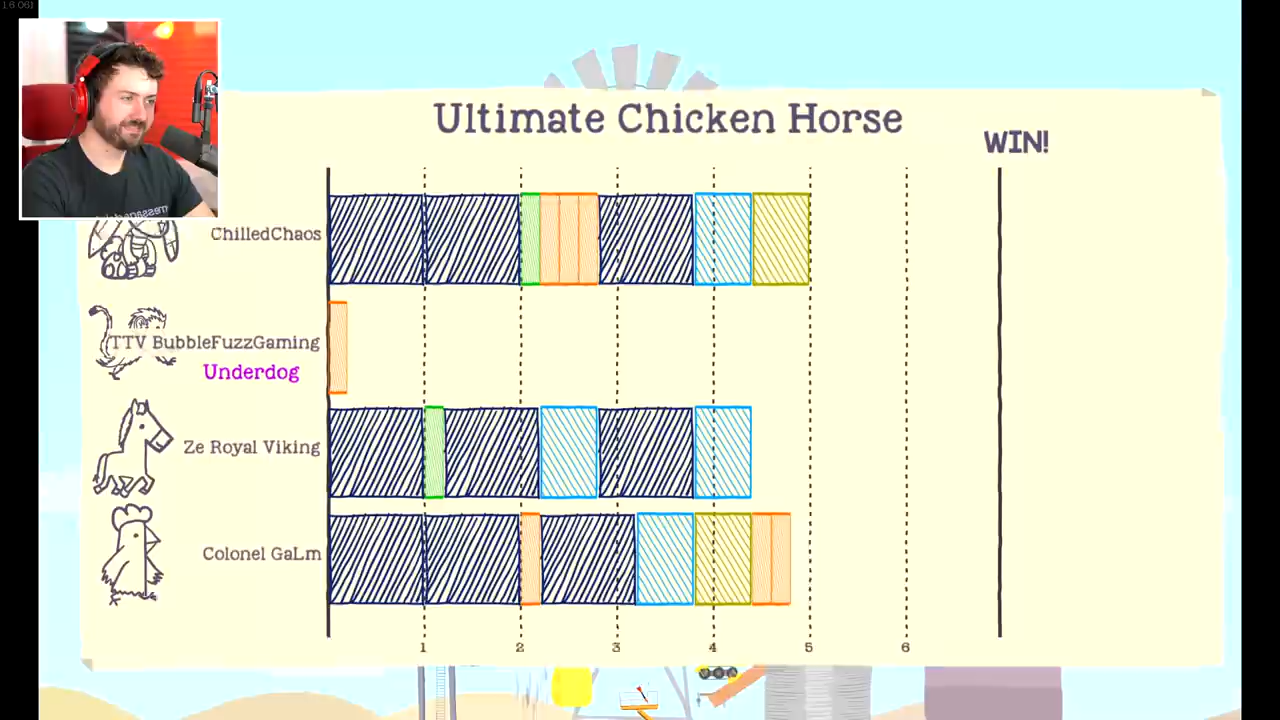 Ultimate Chicken Horse
WIN!
ChilledChaos
TTV BubbleFuzzGaming
Underdog
Ze Royal Viking
Colonel GaLm
1 2 3 4 5 6